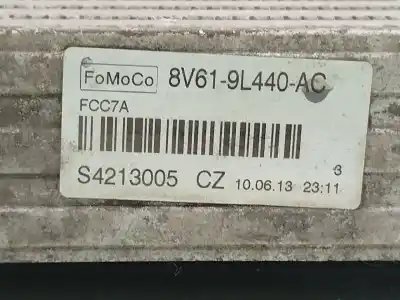 FoMoCo 8V61-9L440-AC
FCC7A
3
S4213005 CZ 10.06.13 23:11